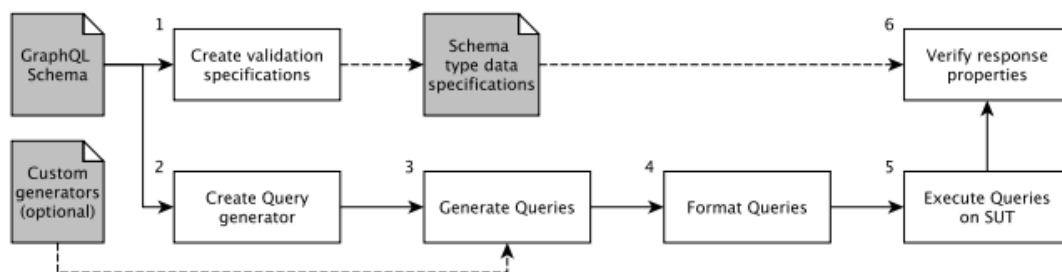 GraphQL
Schema
1
Create validation
specifications
Schema
type data
specifications
6
Verify response
properties
Custom
generators
(optional)
2
Create Query
generator
3
Generate Queries
4
Format Queries
5
Execute Queries
on SUT